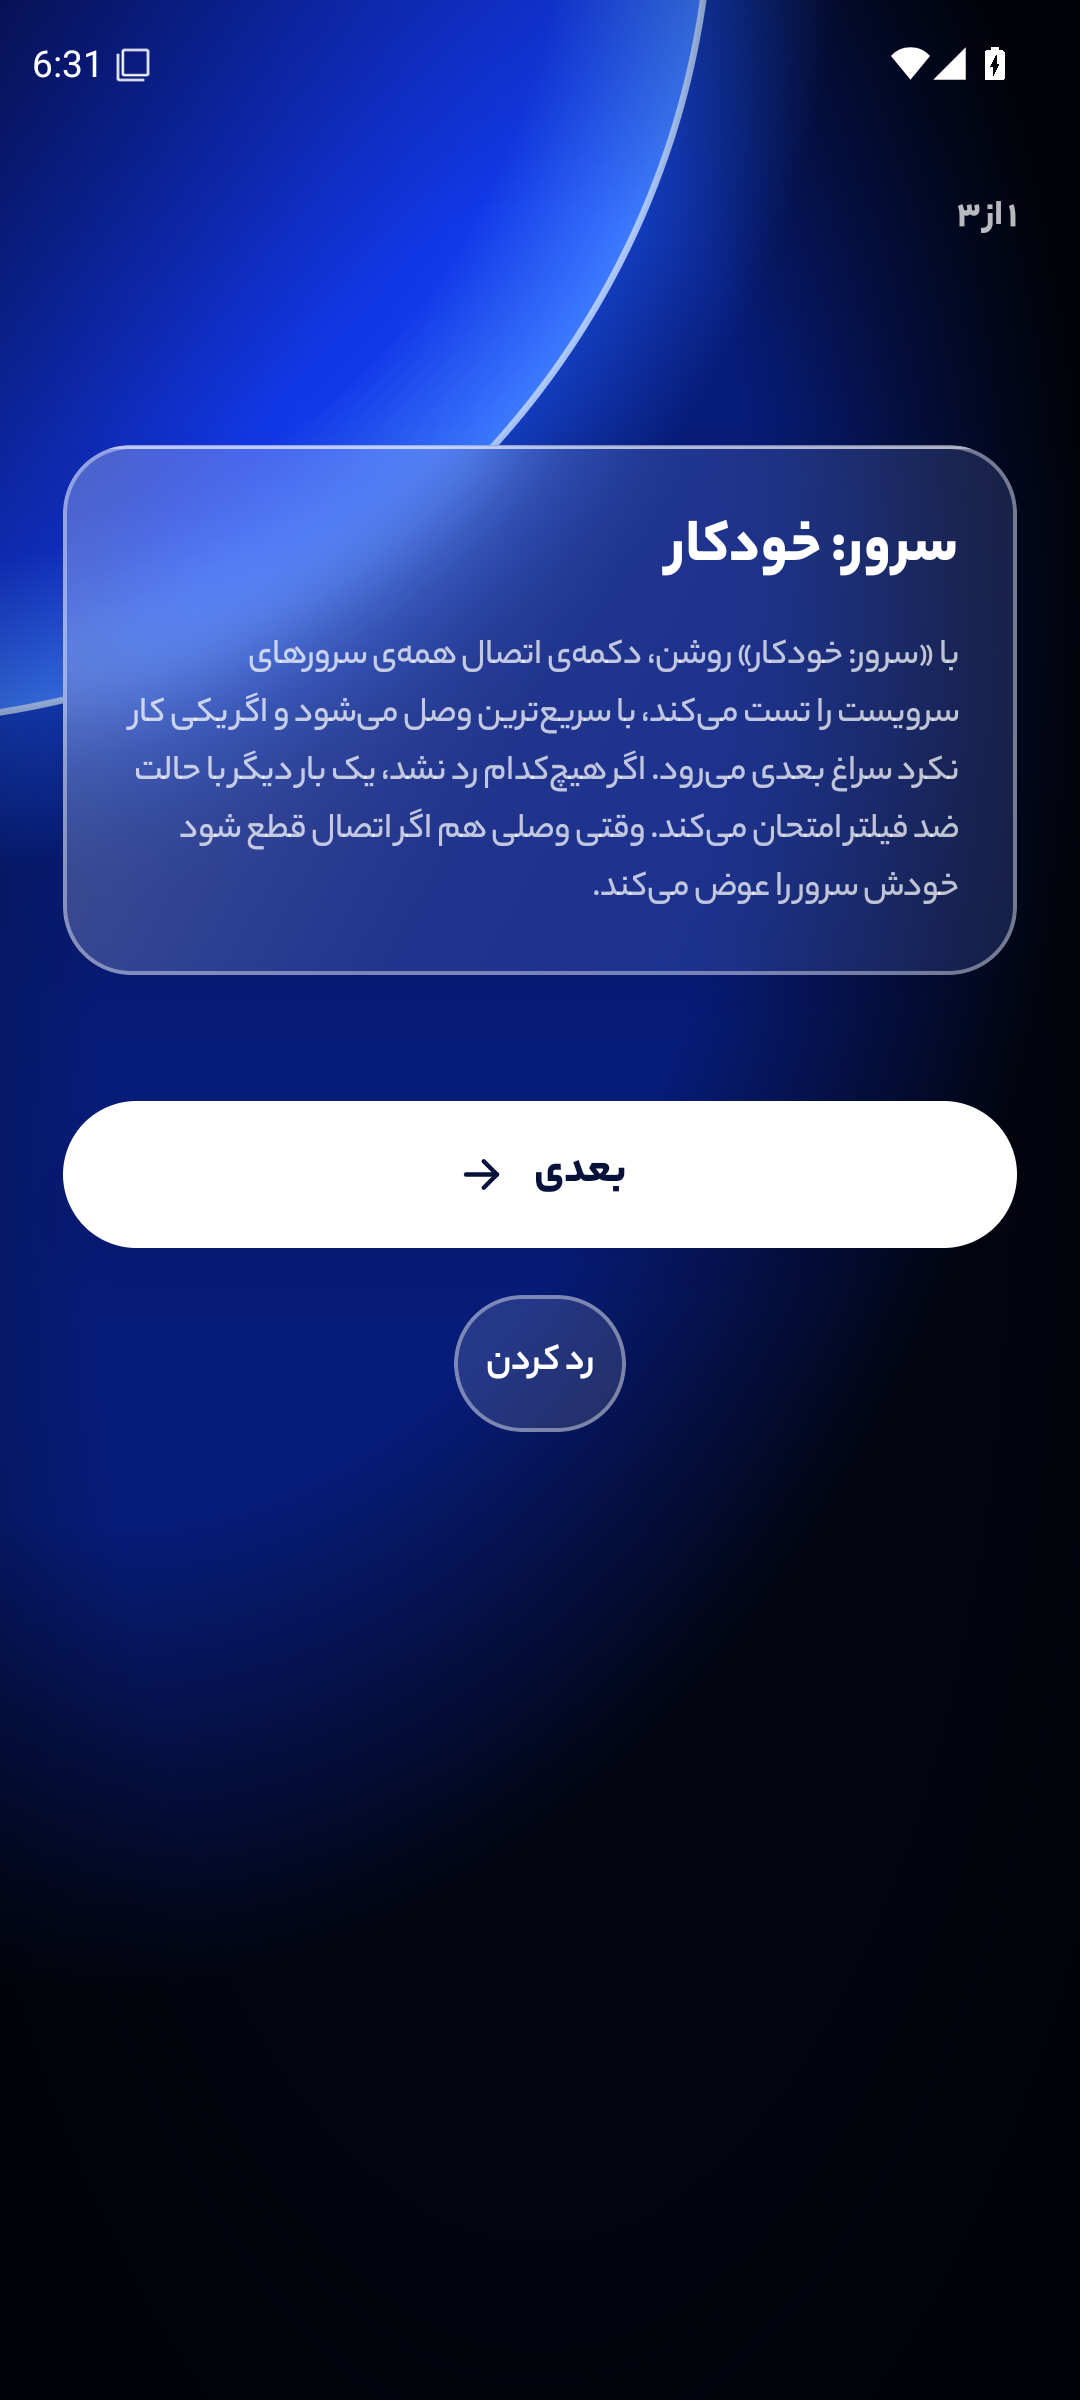 6:31
۱ از ۳
سرور: خودکار
با «سرور: خودکار» روشن، دکمه‌ی اتصال همه‌ی سرورهای
سرویست را تست می‌کند، با سریع‌ترین وصل می‌شود و اگر یکی کار
نکرد سراغ بعدی می‌رود. اگر هیچ‌کدام رد نشد، یک بار دیگر با حالت
ضد فیلتر امتحان می‌کند. وقتی وصلی هم اگر اتصال قطع شود
خودش سرور را عوض می‌کند.
بعدی
رد کردن